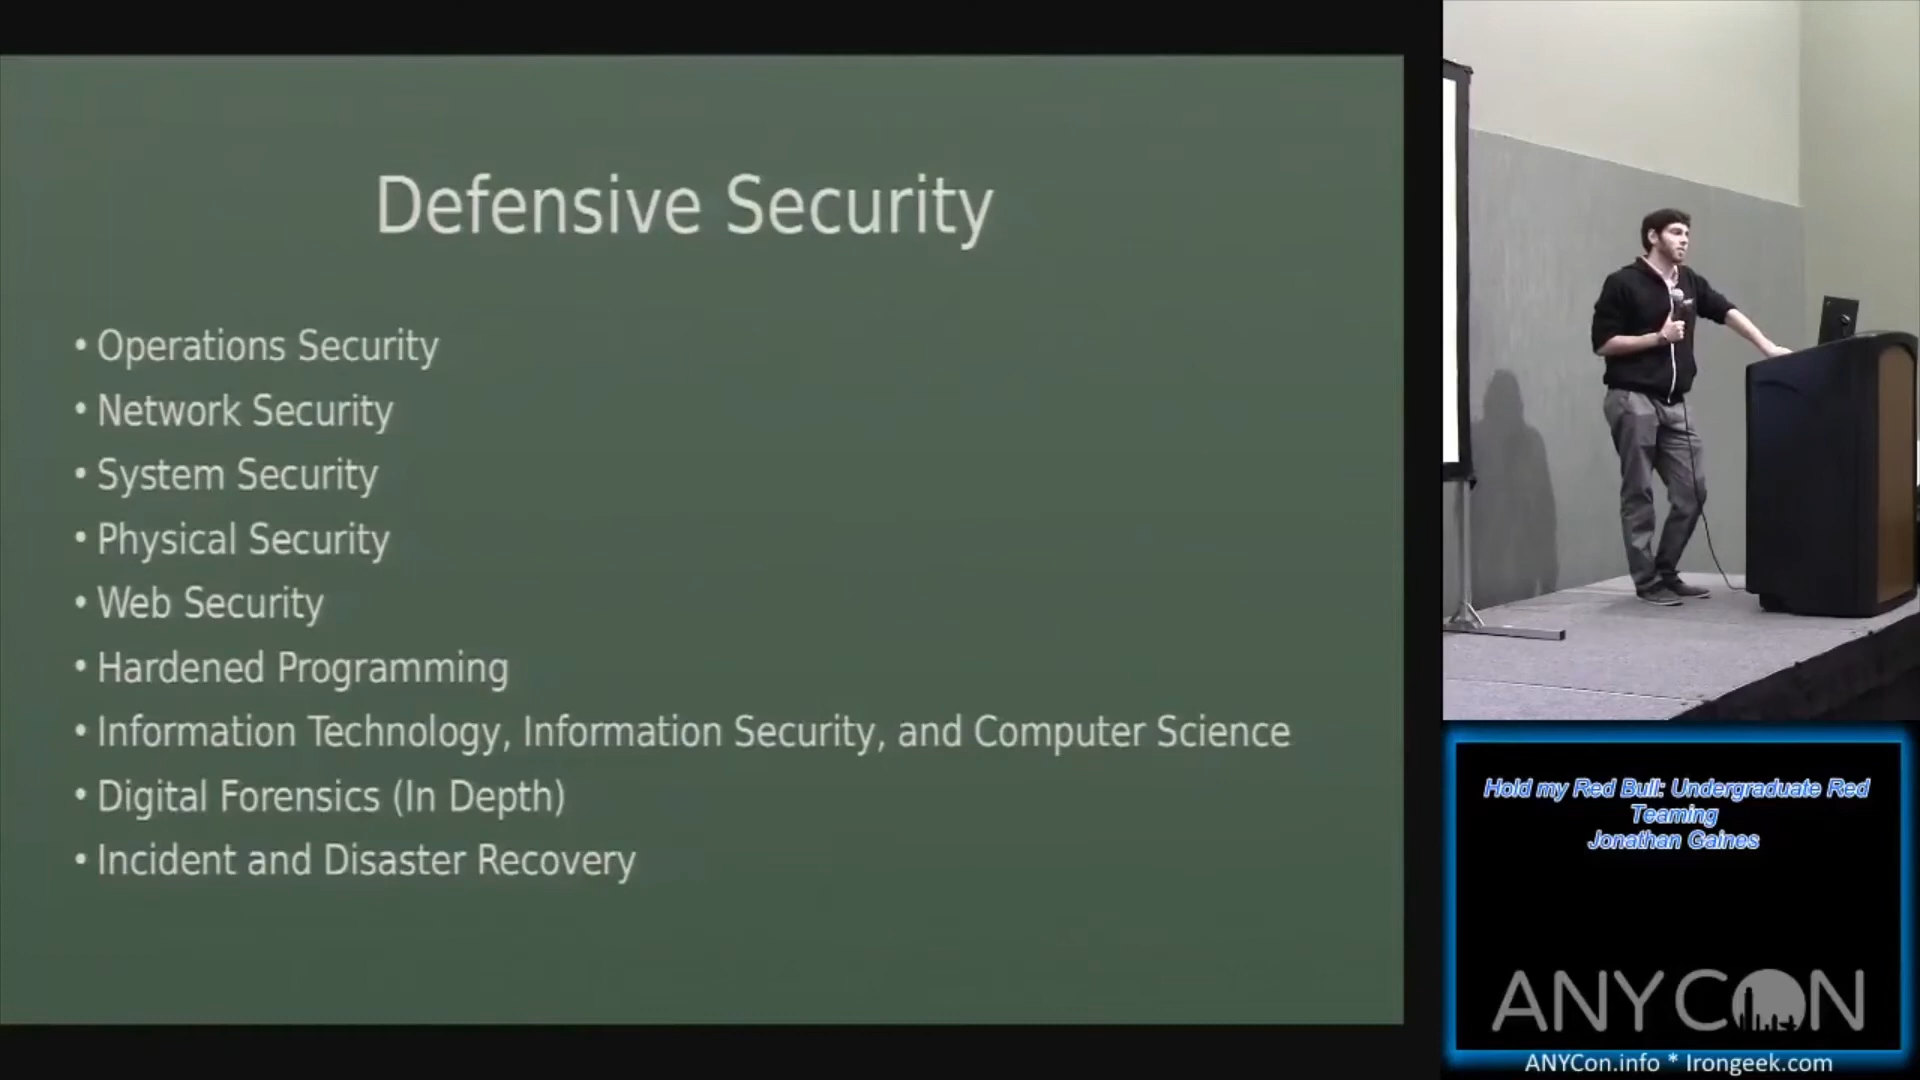 Defensive Security
• Operations Security
• Network Security
• System Security
• Physical Security
• Web Security
• Hardened Programming
• Information Technology, Information Security, and Computer Science
• Digital Forensics (In Depth)
• Incident and Disaster Recovery
Hold my Red Bull: Undergraduate Red
Teaming
Jonathan Gaines
ANYCON
ANYCon.info * Irongeek.com